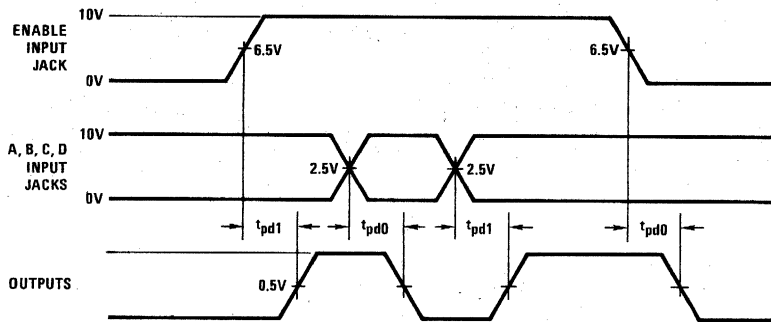 10V
ENABLE
INPUT
JACK
6.5V
6.5V
0V
10V
A, B, C, D
INPUT
JACKS
2.5V
2.5V
0V
tpd1
tpd0
tpd1
tpd0
OUTPUTS
0.5V